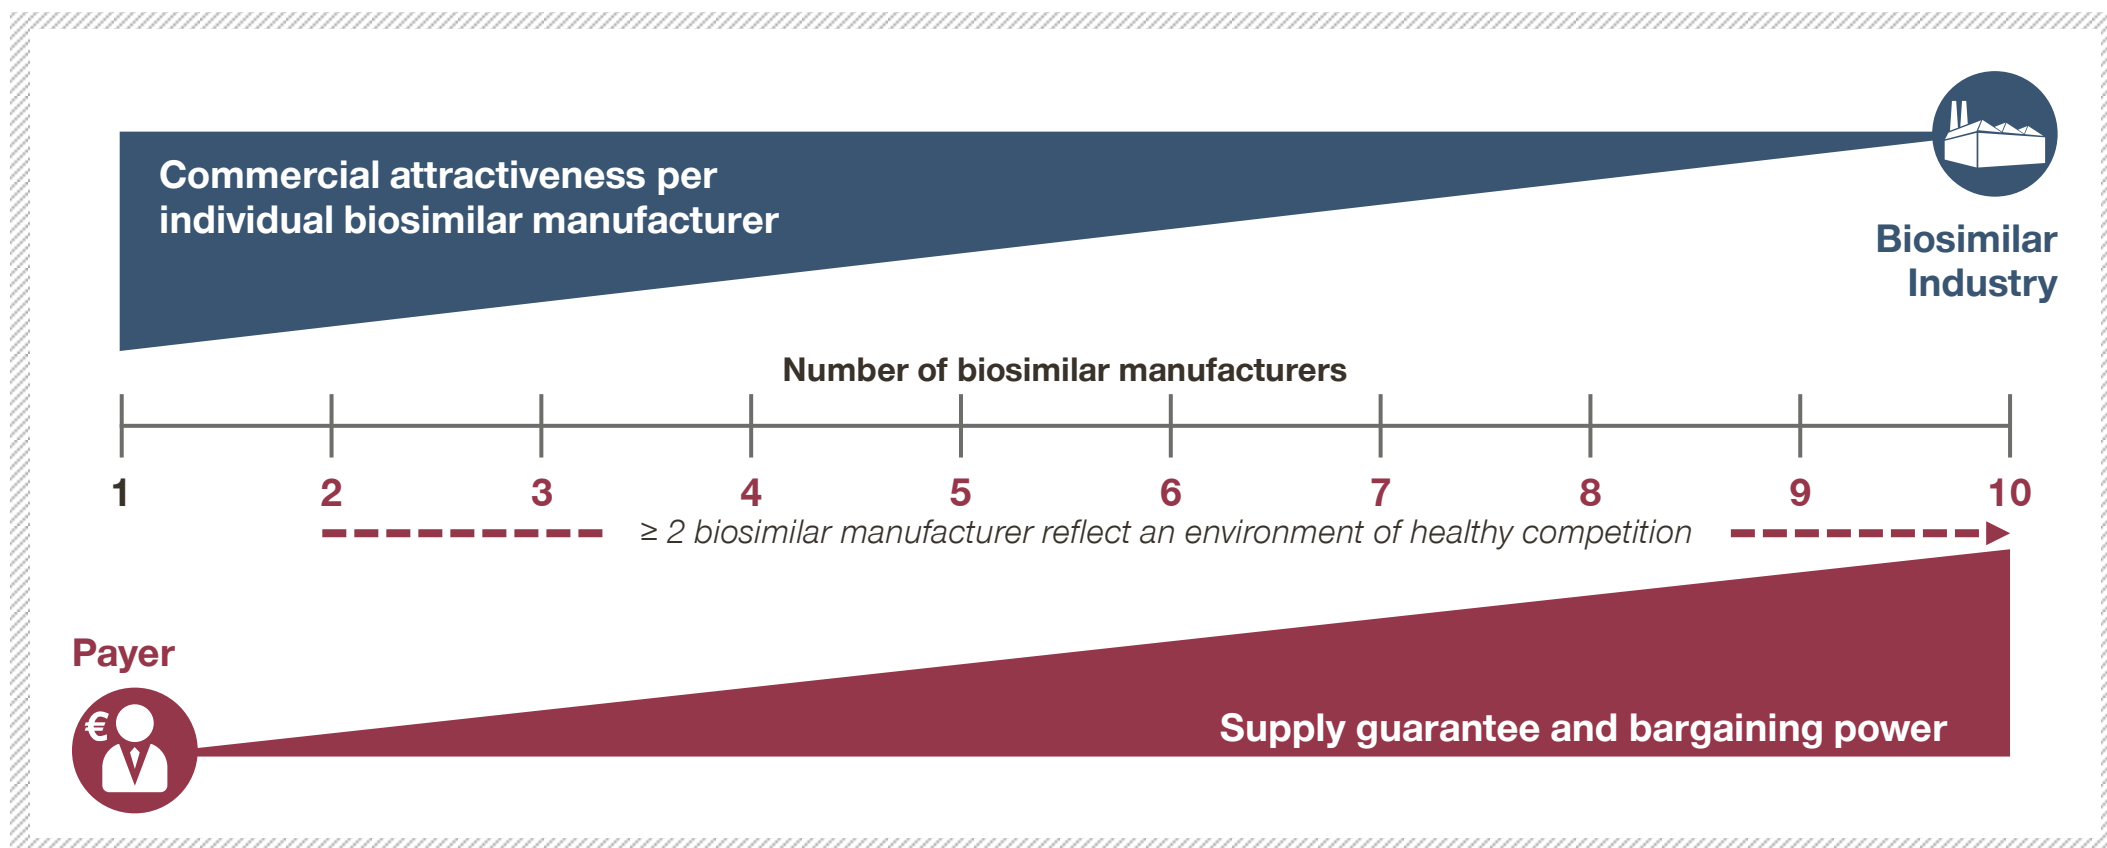 Commercial attractiveness per
individual biosimilar manufacturer
Biosimilar
Industry
Number of biosimilar manufacturers
1 2 3 4 5 6 7 8 9 10
≥ 2 biosimilar manufacturer reflect an environment of healthy competition
Payer
€
Supply guarantee and bargaining power